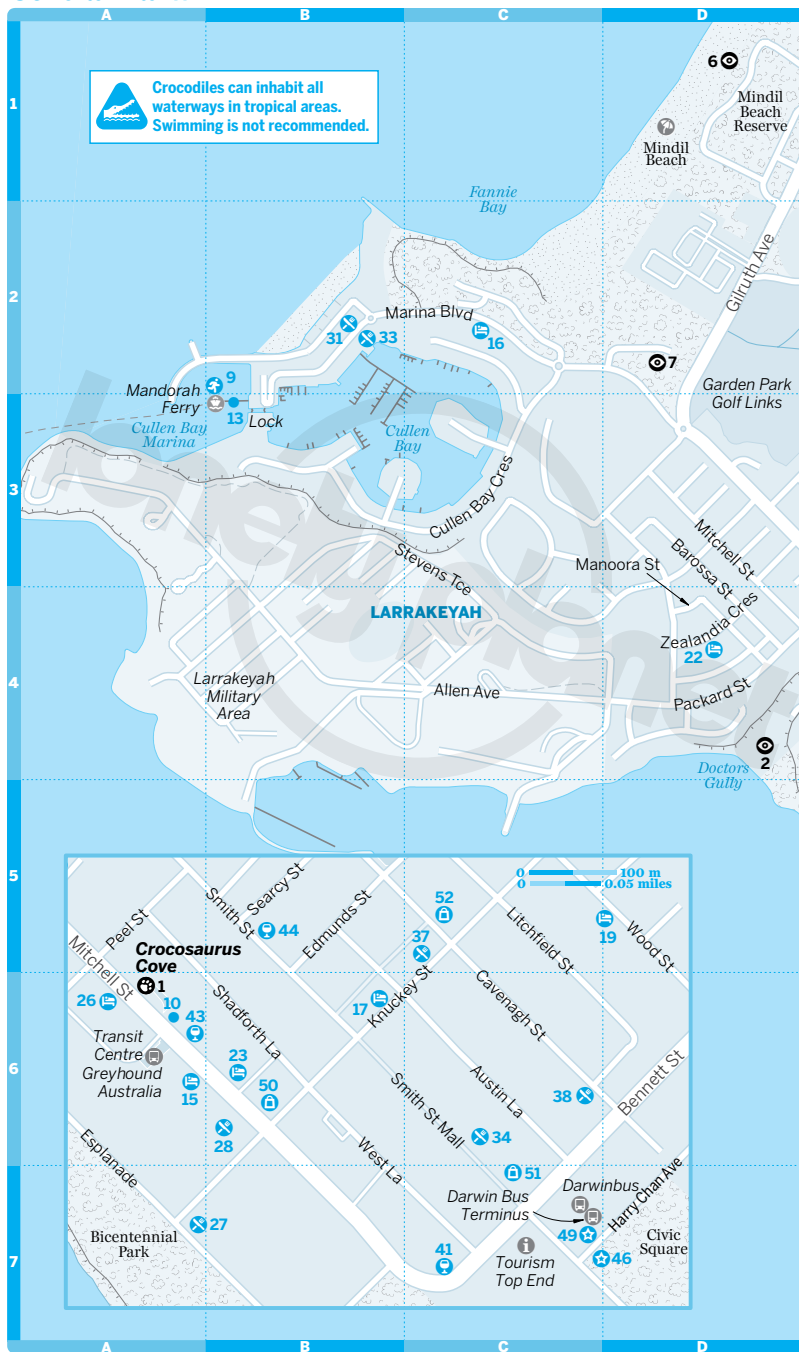 A
B
C
D
1
Crocodiles can inhabit all
waterways in tropical areas.
Swimming is not recommended.
6
Mindil
Beach
Reserve
Mindil
Beach
Fannie
Bay
2
Gilruth Ave
Marina Blvd
31
33
16
7
9
Mandorah
Ferry
13
Lock
Cullen Bay
Marina
Cullen
Bay
Garden Park
Golf Links
3
Cullen Bay Cres
Stevens Tce
Mitchell St
Barossa St
Manoora St
Zealandia Cres
22
LARRAKEYAH
4
Larrakeyah
Military
Area
Allen Ave
Packard St
2
Doctors
Gully
lonely planet
5
0
100 m
0
0.05 miles
Searcy St
Smith St
44
Edmunds St
52
37
Litchfield St
19
Wood St
Peel St
Mitchell St
Crocosaurus
Cove
1
26
10
43
Shadforth La
17
Knuckey St
Cavenagh St
6
Transit
Centre
Greyhound
Australia
23
50
15
28
Austin La
38
Bennett St
Smith St Mall
34
Esplanade
West La
51
27
Bicentennial
Park
7
Darwin Bus
Terminus
Darwinbus
Harry Chan Ave
49
46
Civic
Square
41
Tourism
Top End
A
B
C
D